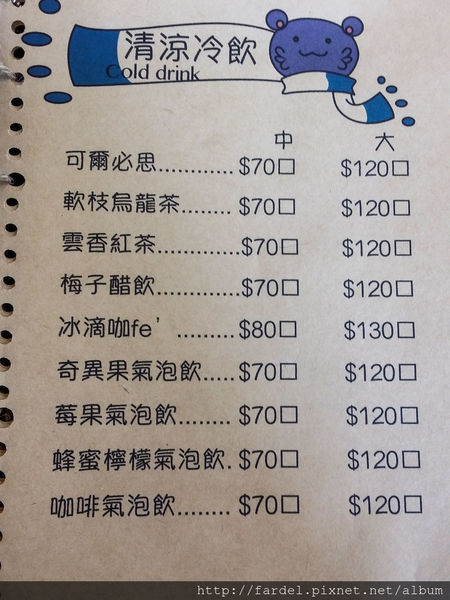 清涼冷飲
Cold drink
中 大
可爾必思............ $70□ $120□
軟枝烏龍茶........ $70□ $120□
雲香紅茶.............$70□ $120□
梅子醋飲.............$70□ $120□
冰滴咖fe’ ......... $80□ $130□
奇異果氣泡飲..... $70□ $120□
莓果氣泡飲........ $70□ $120□
蜂蜜檸檬氣泡飲. $70□ $120□
咖啡氣泡飲........ $70□ $120□
http://fardel.pixnet.net/album